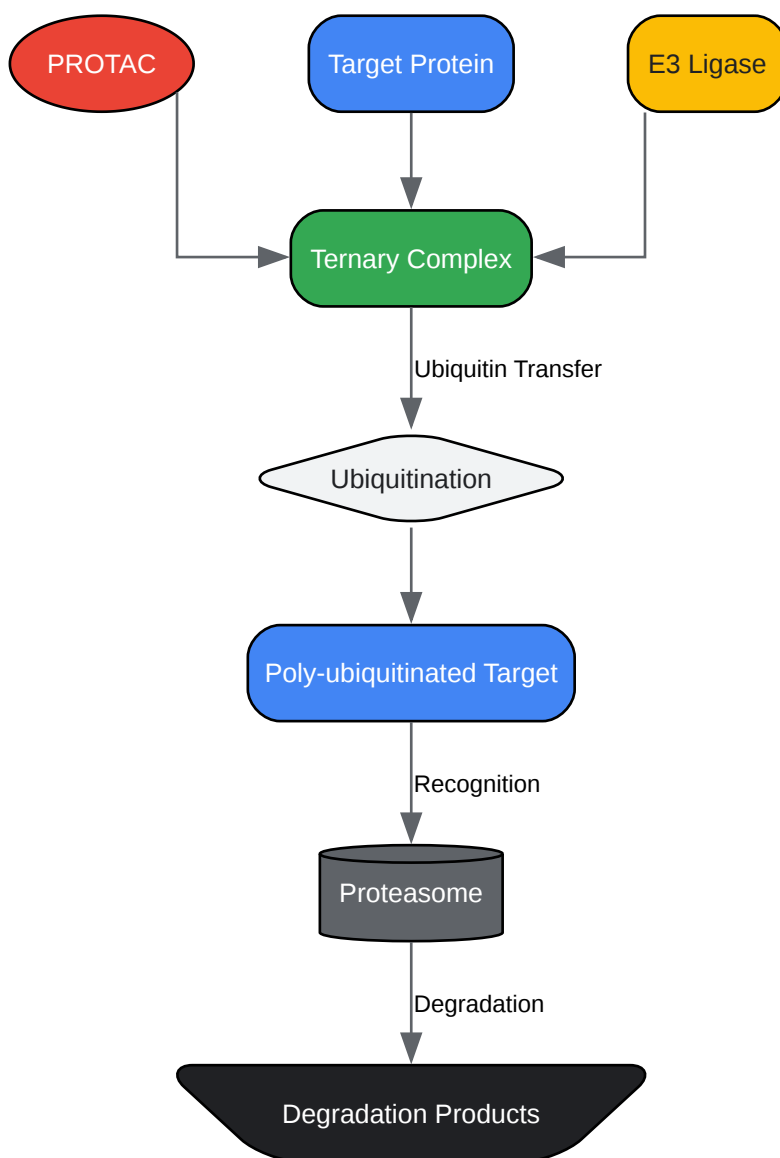 PROTAC
Target Protein
E3 Ligase
Ternary Complex
Ubiquitin Transfer
Ubiquitination
Poly-ubiquitinated Target
Recognition
Proteasome
Degradation
Degradation Products